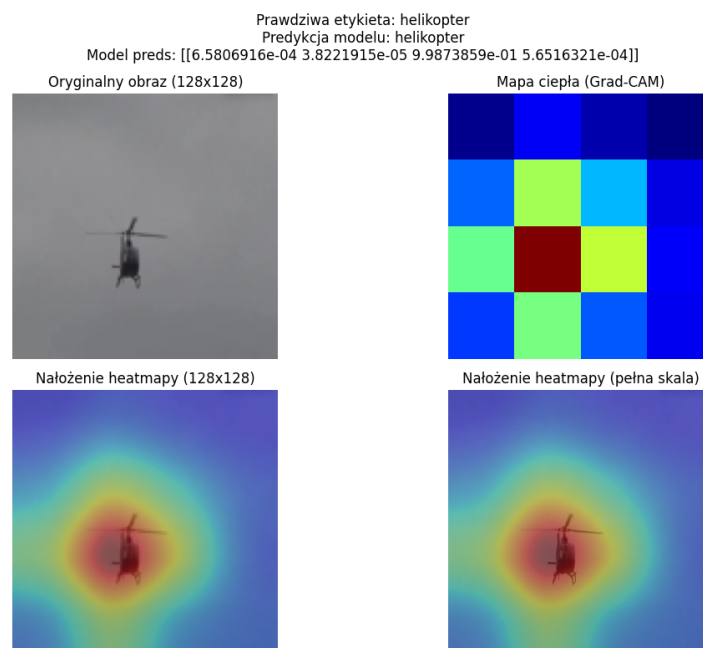 Prawdziwa etykieta: helikopter
Predykcja modelu: helikopter
Model preds: [[6.5806916e-04 3.8221915e-05 9.9873859e-01 5.6516321e-04]]
Oryginalny obraz (128x128)
Mapa ciepła (Grad-CAM)
Nałożenie heatmapy (128x128)
Nałożenie heatmapy (pełna skala)